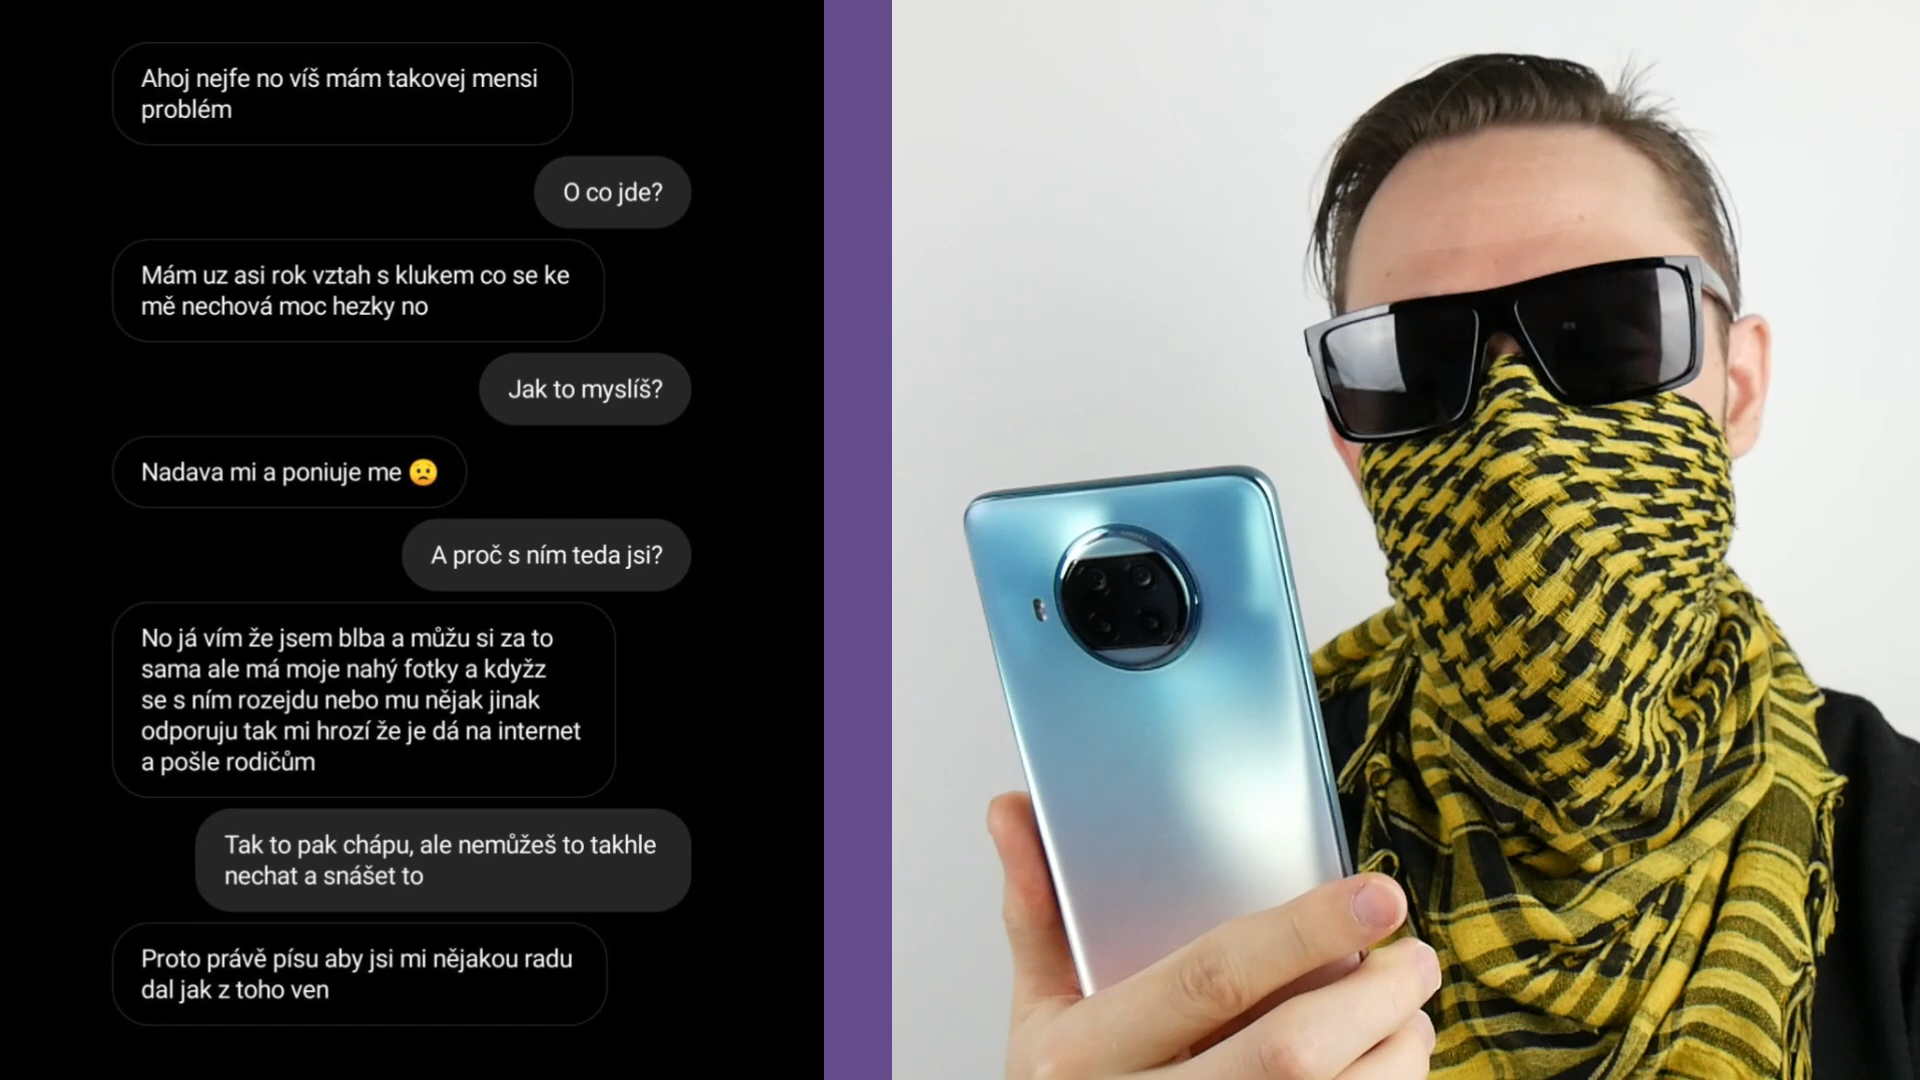 Ahoj nejfe no víš mám takovej mensi
problém
O co jde?
Mám uz asi rok vztah s klukem co se ke
mě nechová moc hezky no
Jak to myslíš?
Nadava mi a poniuje me 😟
A proč s ním teda jsi?
No já vím že jsem blba a můžu si za to
sama ale má moje nahý fotky a kdyžz
se s ním rozejdu nebo mu nějak jinak
odporuju tak mi hrozí že je dá na internet
a pošle rodičům
Tak to pak chápu, ale nemůžeš to takhle
nechat a snášet to
Proto právě písu aby jsi mi nějakou radu
dal jak z toho ven